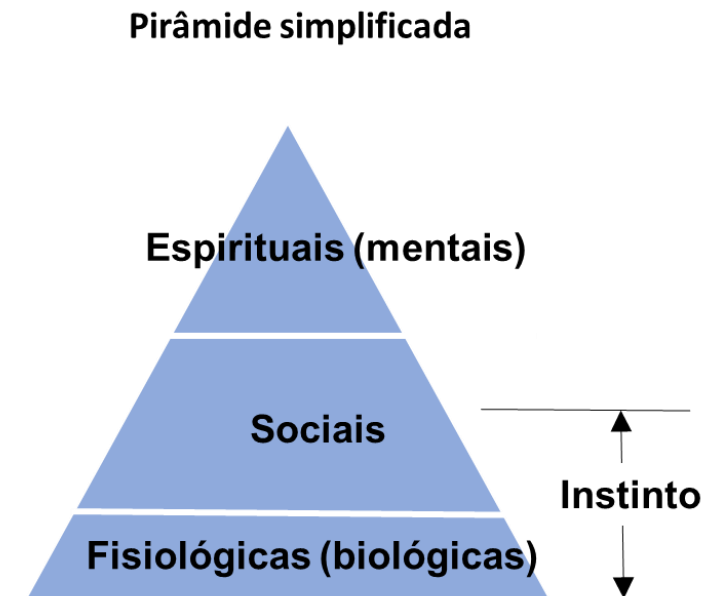 Pirâmide simplificada
Espirituais (mentais)
Sociais
Instinto
Fisiológicas (biológicas)